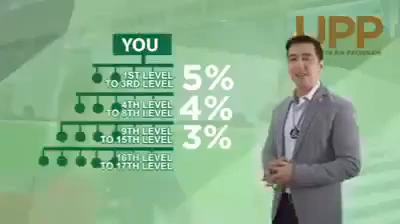 UPP
YOU
1ST LEVEL
TO 3RD LEVEL
5%
4TH LEVEL
TO 8TH LEVEL
4%
9TH LEVEL
TO 15TH LEVEL
3%
16TH LEVEL
TO 17TH LEVEL